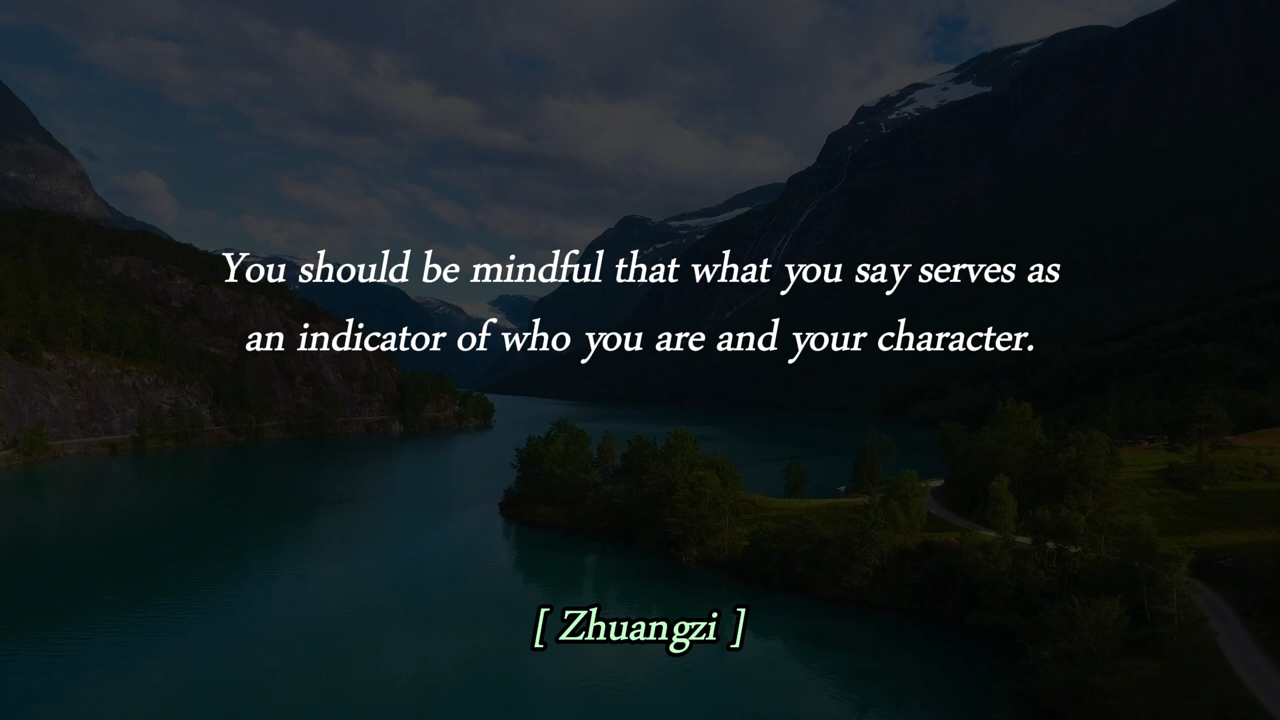 You should be mindful that what you say serves as
an indicator of who you are and your character.
[ Zhuangzi ]